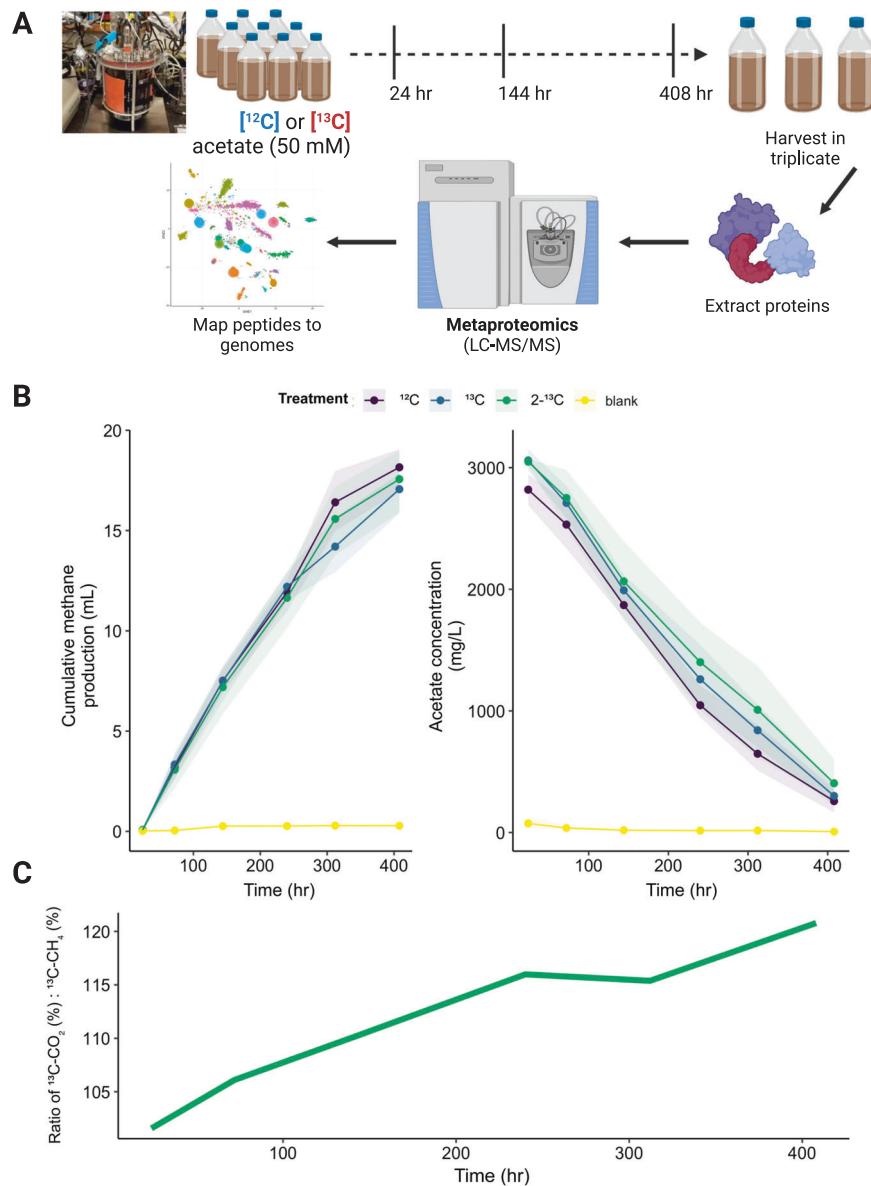 A
24 hr
144 hr
408 hr
[¹²C] or [¹³C]
acetate (50 mM)
Harvest in
triplicate
Extract proteins
Metaproteomics
(LC-MS/MS)
Map peptides to
genomes
B
Treatment : ¹²C ¹³C 2-¹³C blank
Cumulative methane
production (mL)
20
15
10
5
0
100 200 300 400
Time (hr)
Acetate concentration
(mg/L)
3000
2000
1000
0
100 200 300 400
Time (hr)
C
Ratio of ¹³C-CO₂ (%) : ¹³C-CH₄ (%)
120
115
110
105
100 200 300 400
Time (hr)